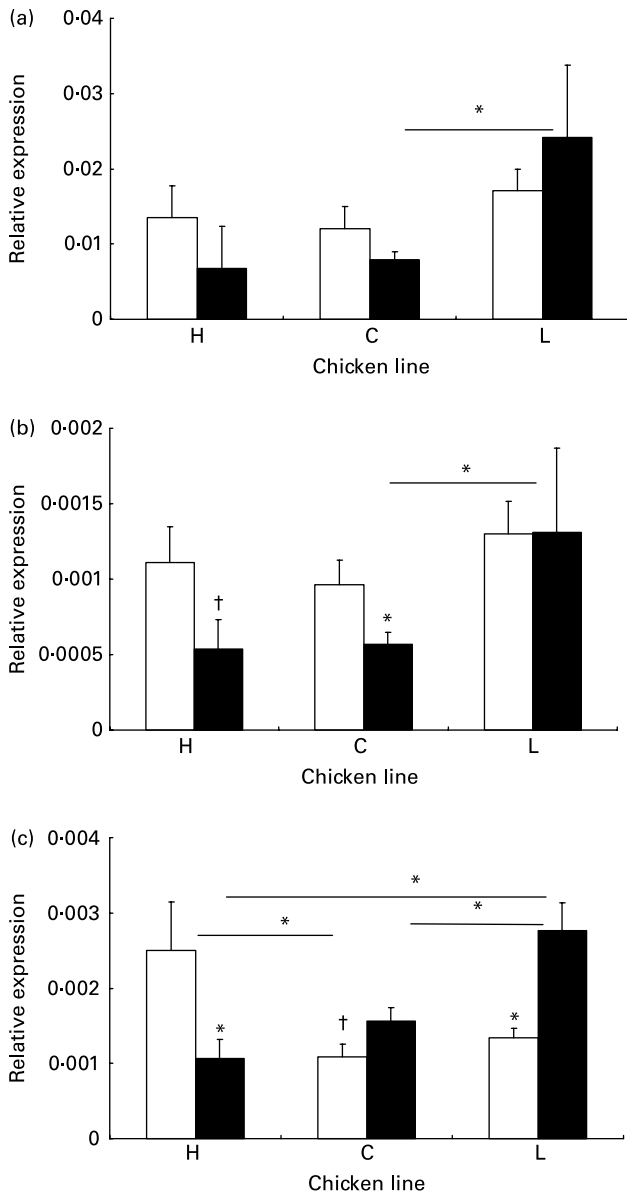 (a)
0·04
0·03
0·02
0·01
0
Relative expression
*
H C L
Chicken line
(b)
0·002
0·0015
0·001
0·0005
0
Relative expression
*
†
*
H C L
Chicken line
(c)
0·004
0·003
0·002
0·001
0
Relative expression
*
*
*
*
†
*
H C L
Chicken line